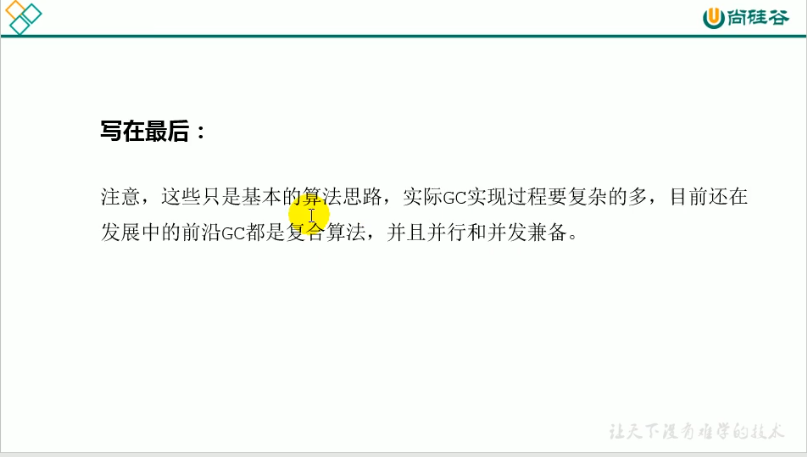 尚硅谷
写在最后：
注意，这些只是基本的算法思路，实际GC实现过程要复杂的多，目前还在
发展中的前沿GC都是复合算法，并且并行和并发兼备。
让天下没有难学的技术